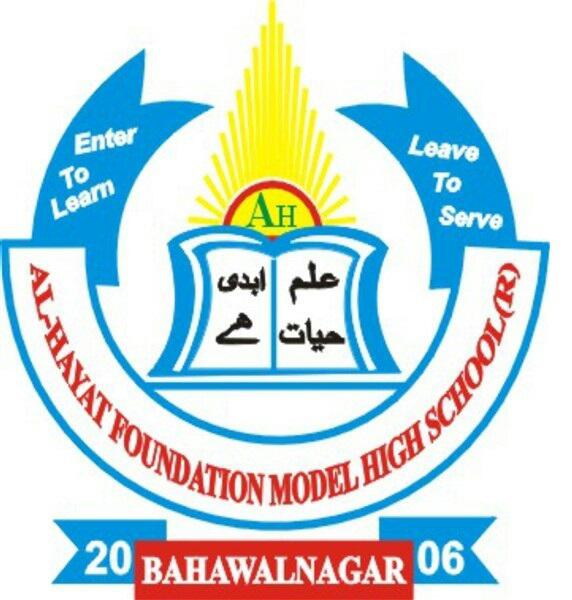 Enter
To
Learn
Leave
To
Serve
AH
علم ابدی
حیات ہے
AL-HAYAT FOUNDATION MODEL HIGH SCHOOL(R)
20 06
BAHAWALNAGAR